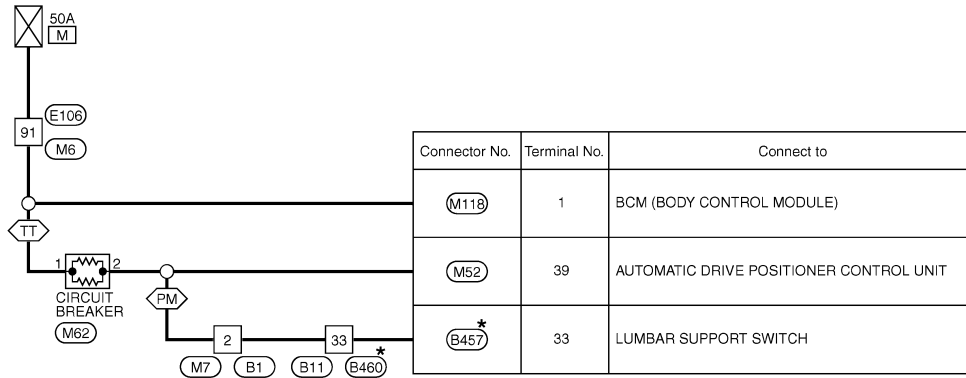 50A
M
E106
91
M6
Connector No. Terminal No. Connect to
M118 1 BCM (BODY CONTROL MODULE)
TT
M52 39 AUTOMATIC DRIVE POSITIONER CONTROL UNIT
1 2
CIRCUIT
BREAKER
M62
PM
B457* 33 LUMBAR SUPPORT SWITCH
2 33
M7 B1 B11 B460*